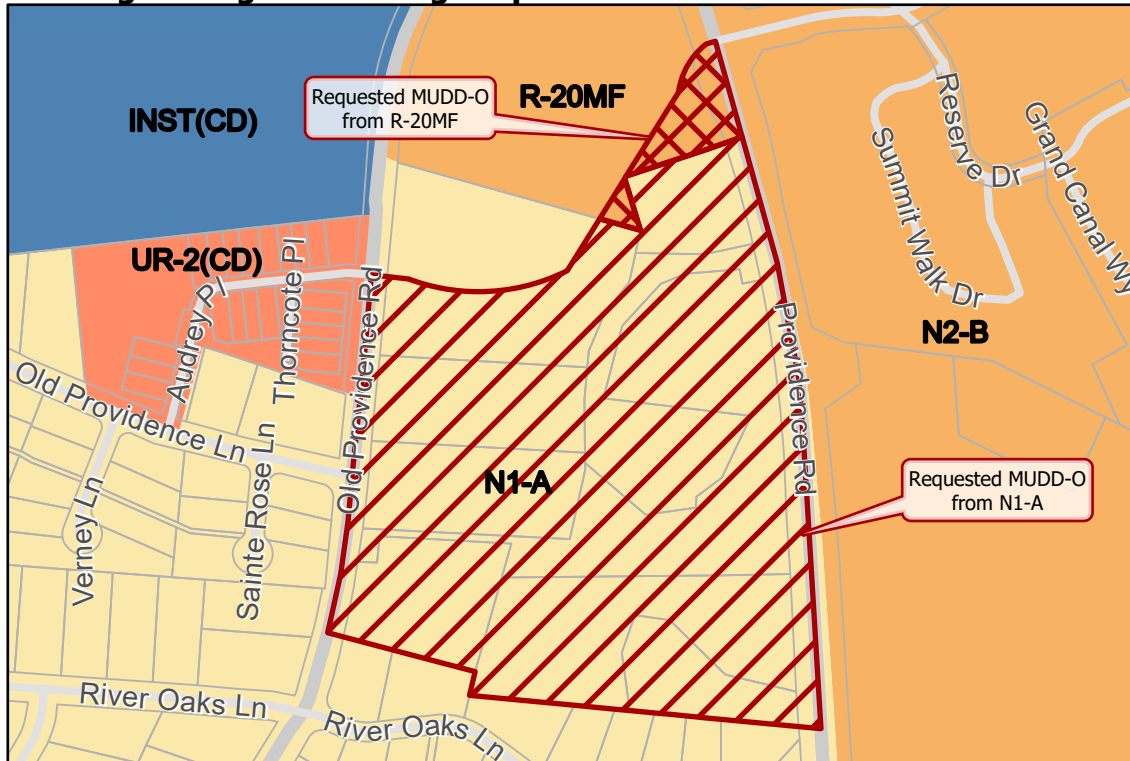 R-20MF
Requested MUDD-O
from R-20MF
INST(CD)
Reserve Dr
Grand Canal Wy
Summit Walk Dr
UR-2(CD)
Thorncote Pl
Audrey Pl
Old Providence Rd
Providence Rd
N2-B
Old Providence Ln
N1-A
Requested MUDD-O
from N1-A
Verney Ln
Sainte Rose Ln
River Oaks Ln
River Oaks Ln